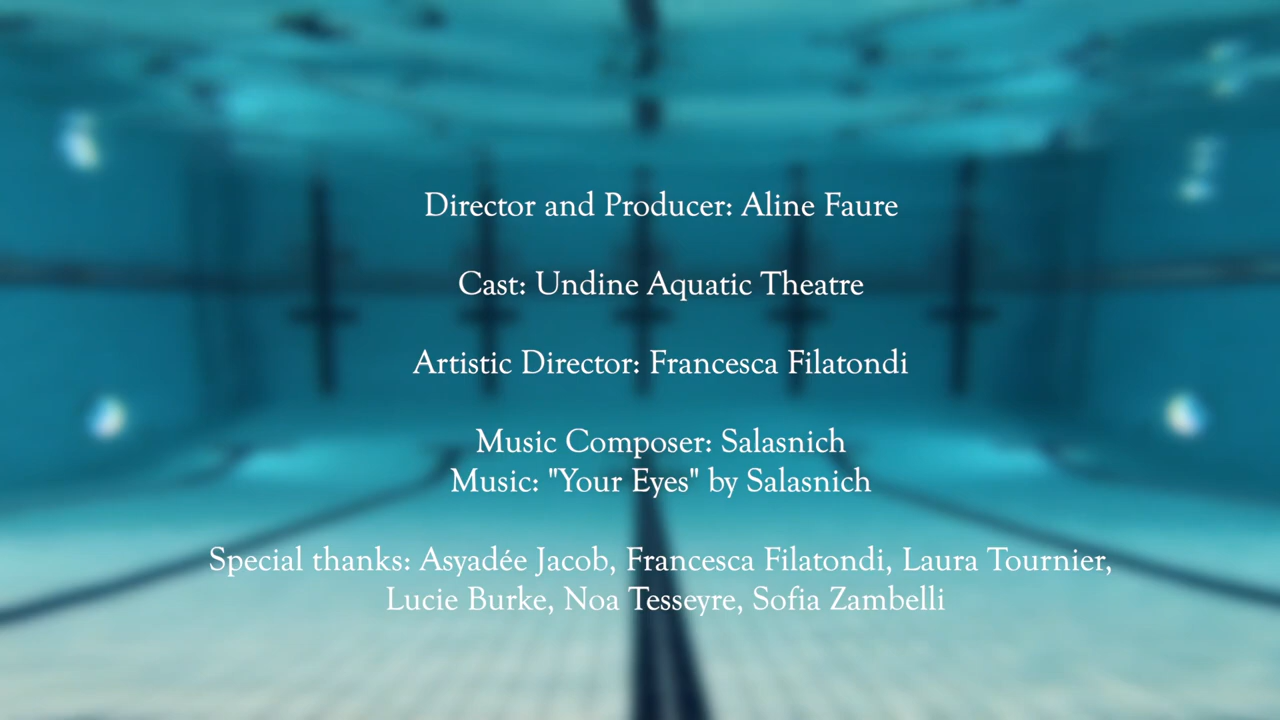 Director and Producer: Aline Faure
Cast: Undine Aquatic Theatre
Artistic Director: Francesca Filatondi
Music Composer: Salasnich
Music: "Your Eyes" by Salasnich
Special thanks: Asyadée Jacob, Francesca Filatondi, Laura Tournier,
Lucie Burke, Noa Tesseyre, Sofia Zambelli